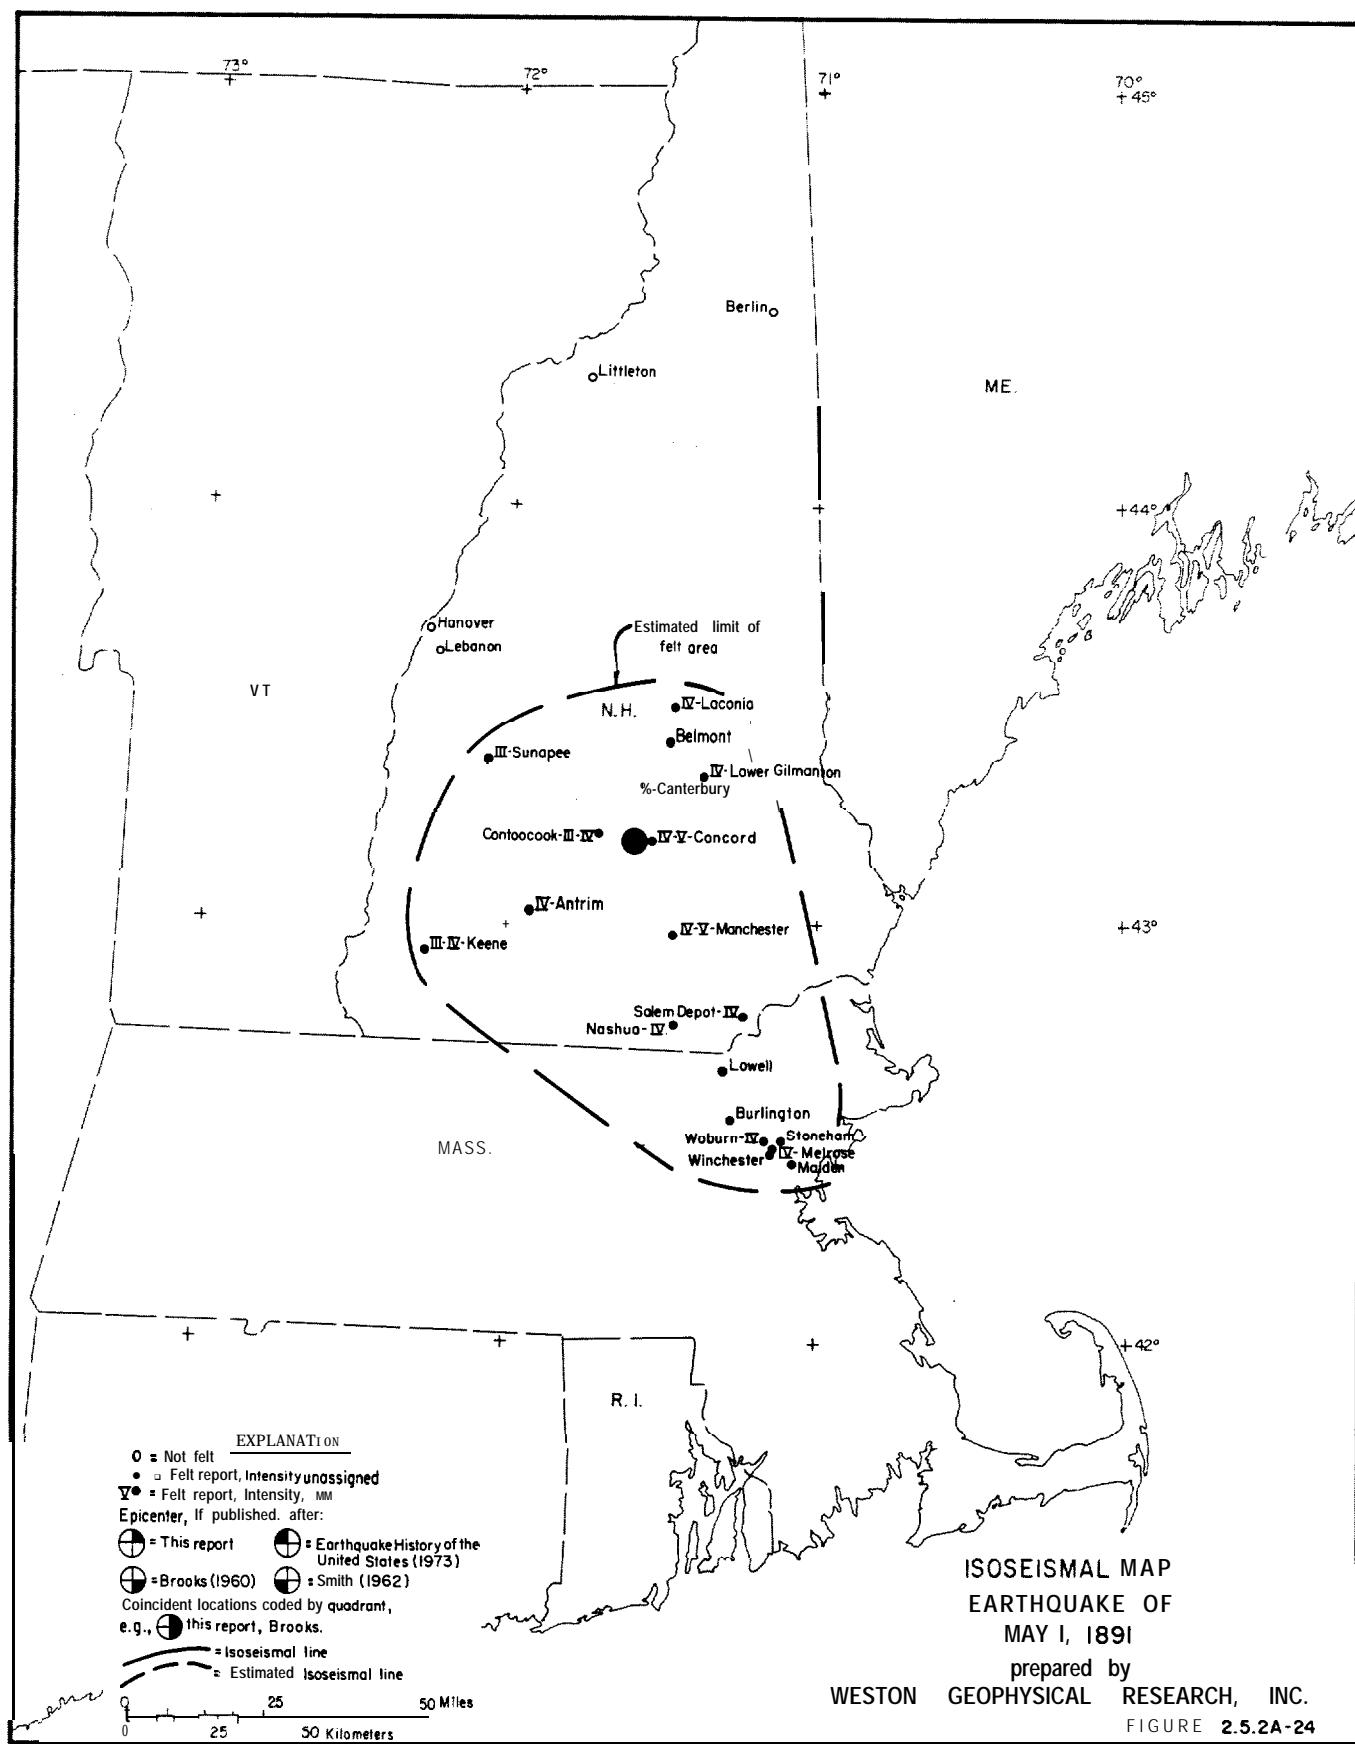 73°
72°
71°
70°
45°
Berlin
Littleton
ME.
44°
Hanover
Lebanon
Estimated limit of
felt area
VT
N.H.
IV-Laconia
Belmont
III-Sunapee
IV-Lower Gilmanton
%-Canterbury
Contoocook-III-IV
IV-V-Concord
IV-Antrim
IV-V-Manchester
43°
III-IV-Keene
Salem Depot-IV
Nashua-IV
Lowell
Burlington
Woburn-IV
Stoneham
MASS.
Winchester
IV-Melrose
Malden
42°
R.I.
EXPLANATION
O = Not felt
Felt report, Intensity unassigned
V = Felt report, Intensity, MM
Epicenter, If published. after:
= This report
= Earthquake History of the
United States (1973)
= Brooks (1960)
= Smith (1962)
Coincident locations coded by quadrant,
e.g., this report, Brooks.
= Isoseismal line
= Estimated Isoseismal line
0 25 50 Miles
0 25 50 Kilometers
ISOSEISMAL MAP
EARTHQUAKE OF
MAY 1, 1891
prepared by
WESTON GEOPHYSICAL RESEARCH, INC.
FIGURE 2.5.2A-24